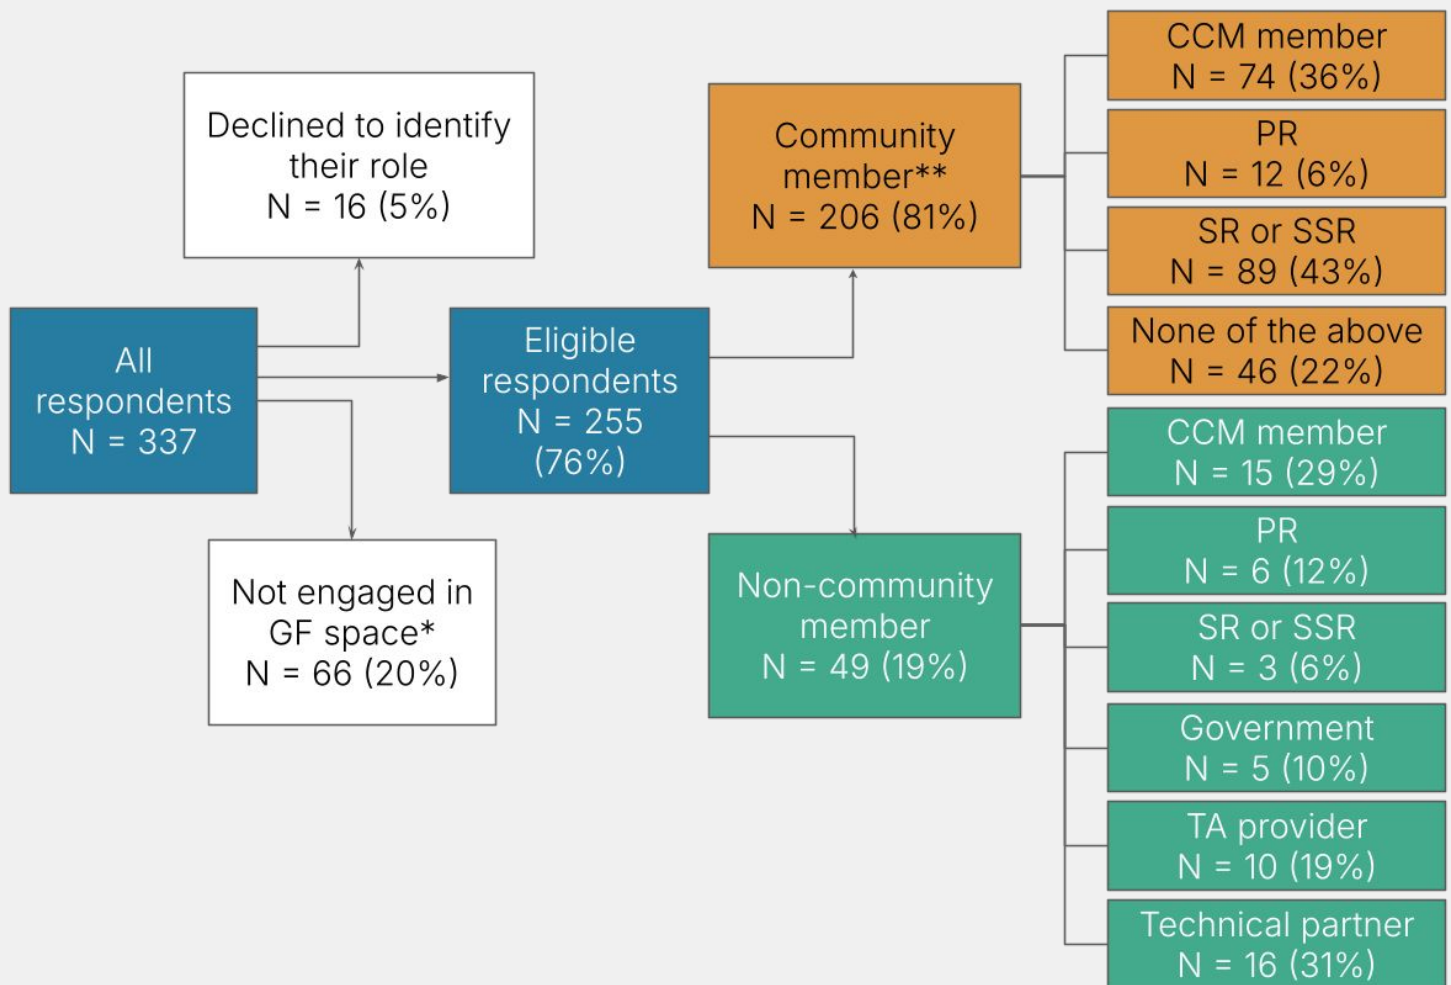 Declined to identify
their role
N = 16 (5%)
All
respondents
N = 337
Not engaged in
GF space*
N = 66 (20%)
Eligible
respondents
N = 255
(76%)
Community
member**
N = 206 (81%)
Non-community
member
N = 49 (19%)
CCM member
N = 74 (36%)
PR
N = 12 (6%)
SR or SSR
N = 89 (43%)
None of the above
N = 46 (22%)
CCM member
N = 15 (29%)
PR
N = 6 (12%)
SR or SSR
N = 3 (6%)
Government
N = 5 (10%)
TA provider
N = 10 (19%)
Technical partner
N = 16 (31%)